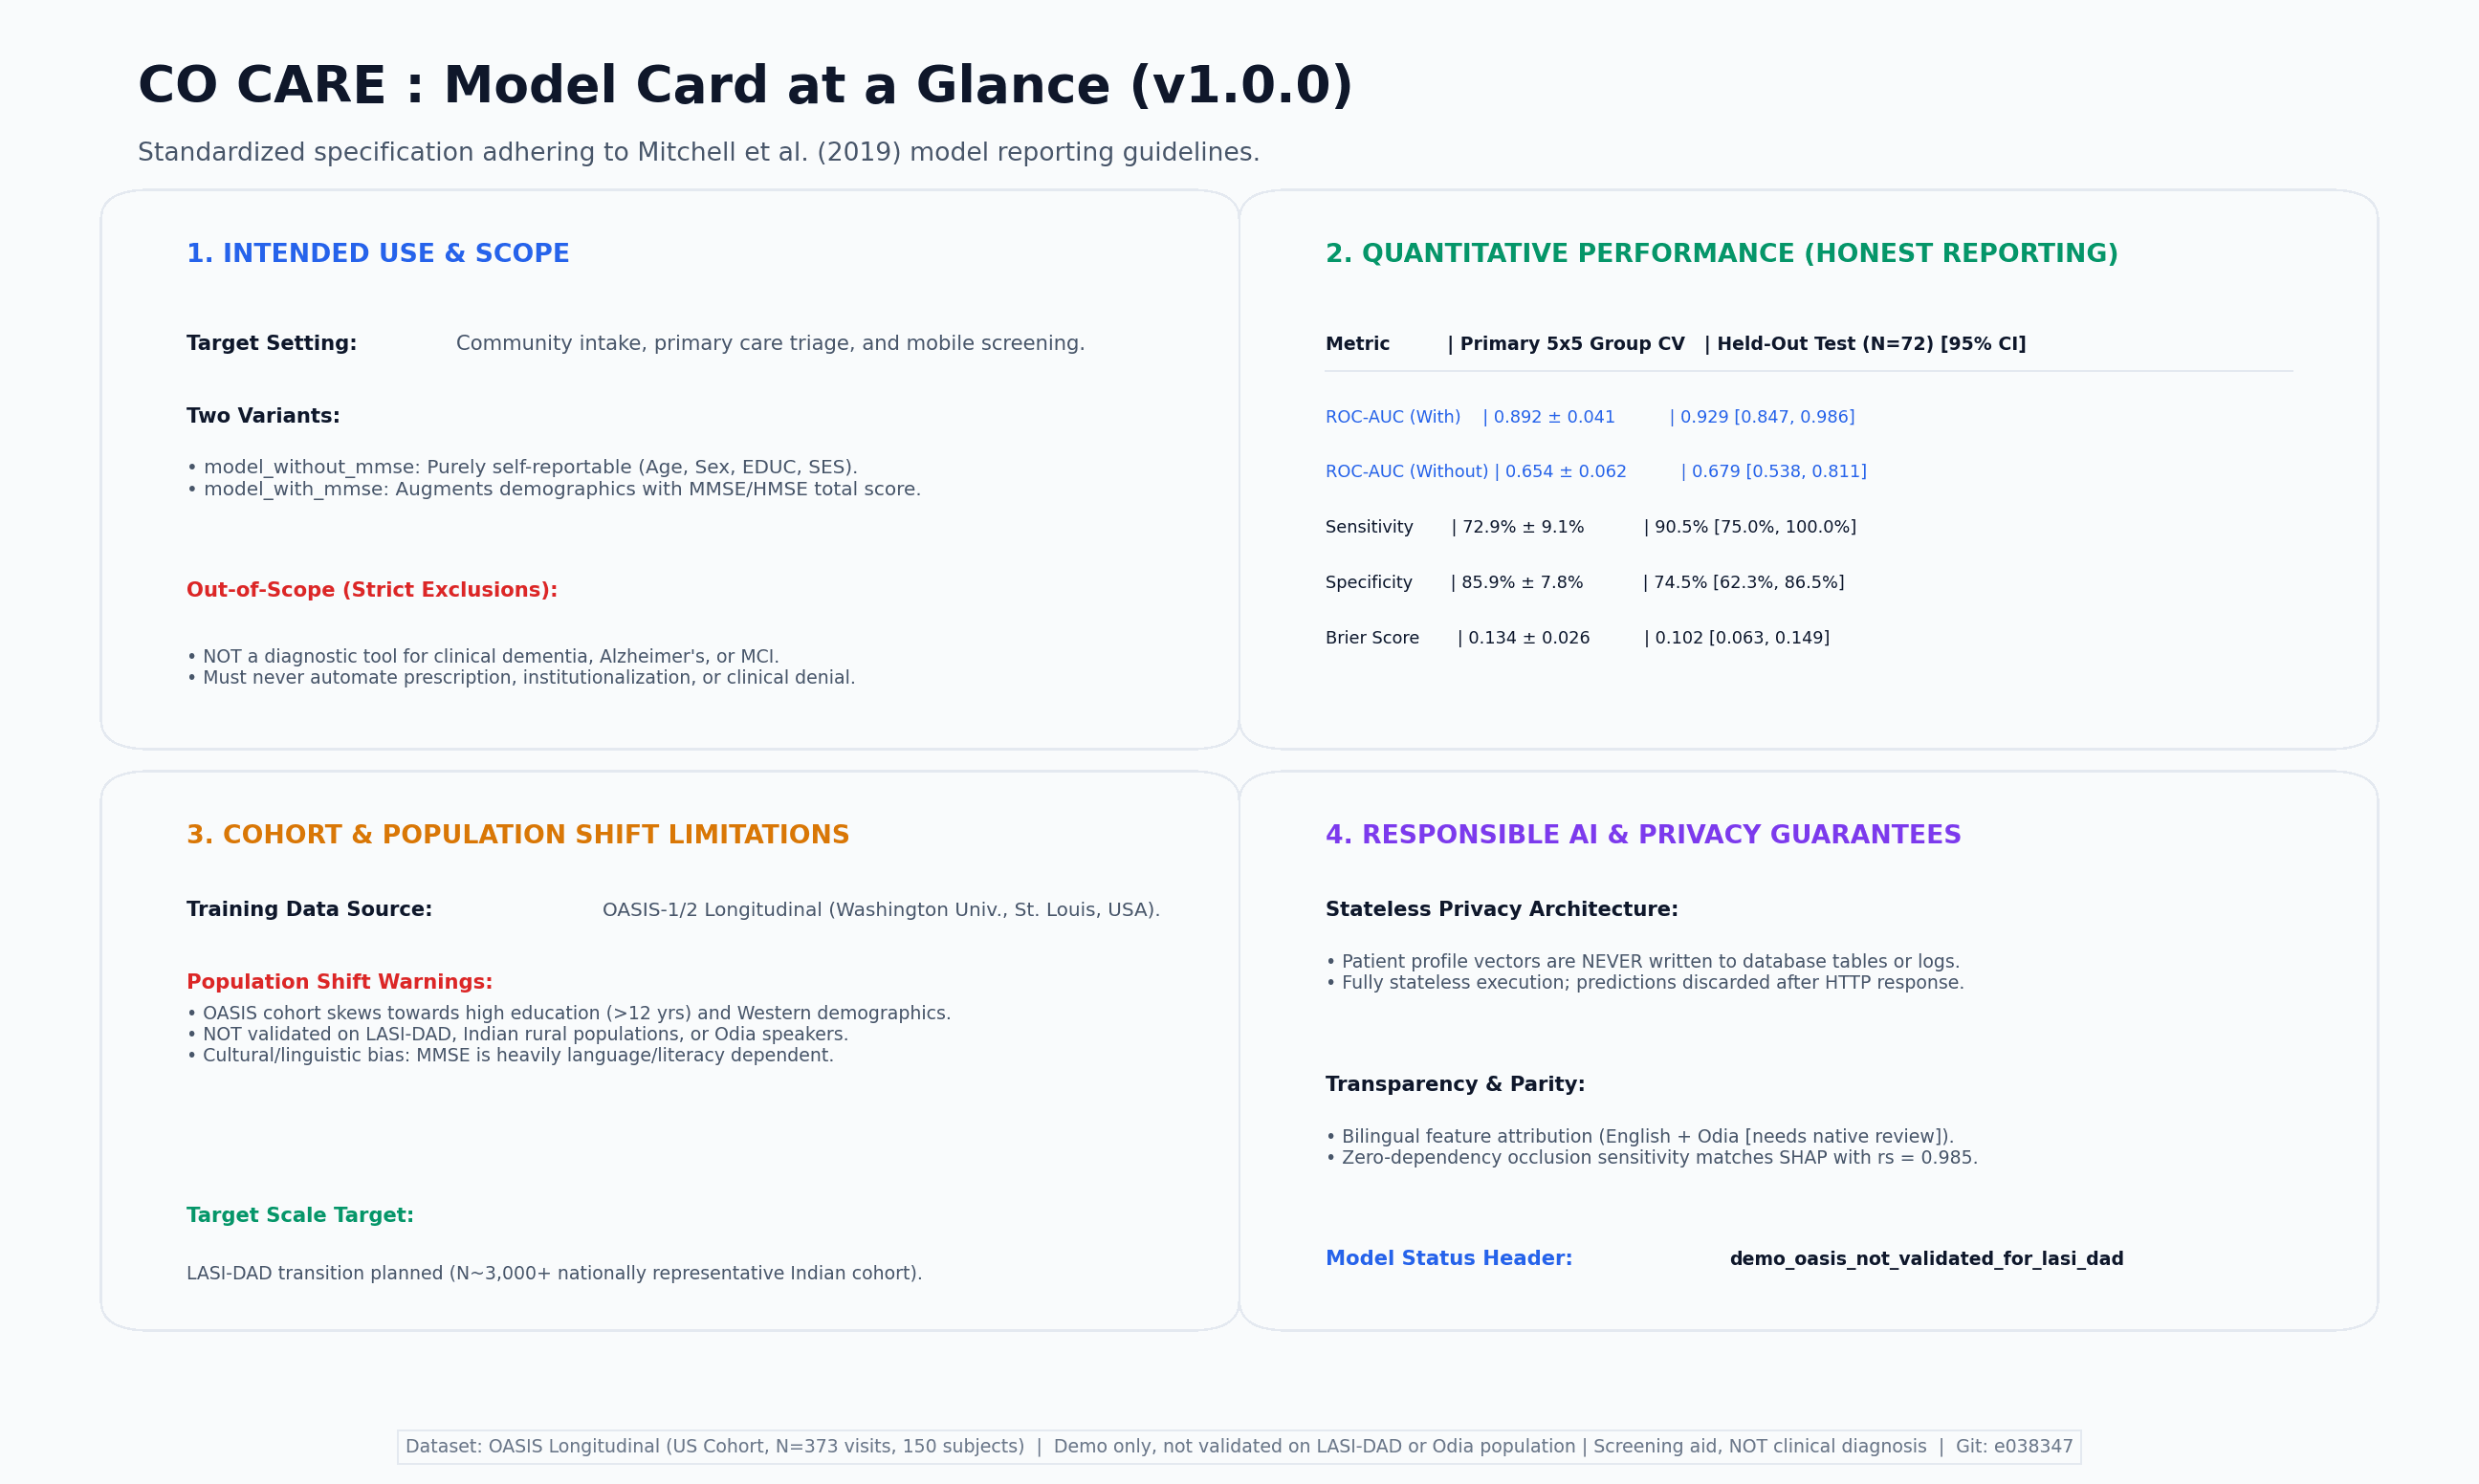 CO CARE : Model Card at a Glance (v1.0.0)
Standardized specification adhering to Mitchell et al. (2019) model reporting guidelines.
1. INTENDED USE & SCOPE
Target Setting: Community intake, primary care triage, and mobile screening.
Two Variants:
• model_without_mmse: Purely self-reportable (Age, Sex, EDUC, SES).
• model_with_mmse: Augments demographics with MMSE/HMSE total score.
Out-of-Scope (Strict Exclusions):
• NOT a diagnostic tool for clinical dementia, Alzheimer's, or MCI.
• Must never automate prescription, institutionalization, or clinical denial.
2. QUANTITATIVE PERFORMANCE (HONEST REPORTING)
Metric | Primary 5x5 Group CV | Held-Out Test (N=72) [95% CI]
ROC-AUC (With) | 0.892 ± 0.041 | 0.929 [0.847, 0.986]
ROC-AUC (Without) | 0.654 ± 0.062 | 0.679 [0.538, 0.811]
Sensitivity | 72.9% ± 9.1% | 90.5% [75.0%, 100.0%]
Specificity | 85.9% ± 7.8% | 74.5% [62.3%, 86.5%]
Brier Score | 0.134 ± 0.026 | 0.102 [0.063, 0.149]
3. COHORT & POPULATION SHIFT LIMITATIONS
Training Data Source: OASIS-1/2 Longitudinal (Washington Univ., St. Louis, USA).
Population Shift Warnings:
• OASIS cohort skews towards high education (>12 yrs) and Western demographics.
• NOT validated on LASI-DAD, Indian rural populations, or Odia speakers.
• Cultural/linguistic bias: MMSE is heavily language/literacy dependent.
Target Scale Target:
LASI-DAD transition planned (N~3,000+ nationally representative Indian cohort).
4. RESPONSIBLE AI & PRIVACY GUARANTEES
Stateless Privacy Architecture:
• Patient profile vectors are NEVER written to database tables or logs.
• Fully stateless execution; predictions discarded after HTTP response.
Transparency & Parity:
• Bilingual feature attribution (English + Odia [needs native review]).
• Zero-dependency occlusion sensitivity matches SHAP with rs = 0.985.
Model Status Header: demo_oasis_not_validated_for_lasi_dad
Dataset: OASIS Longitudinal (US Cohort, N=373 visits, 150 subjects) | Demo only, not validated on LASI-DAD or Odia population | Screening aid, NOT clinical diagnosis | Git: e038347